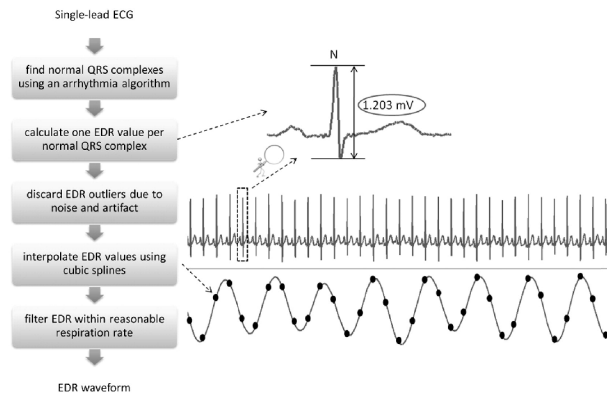 Single-lead ECG
find normal QRS complexes
using an arrhythmia algorithm
calculate one EDR value per
normal QRS complex
discard EDR outliers due to
noise and artifact
interpolate EDR values using
cubic splines
filter EDR within reasonable
respiration rate
EDR waveform
N
1.203 mV